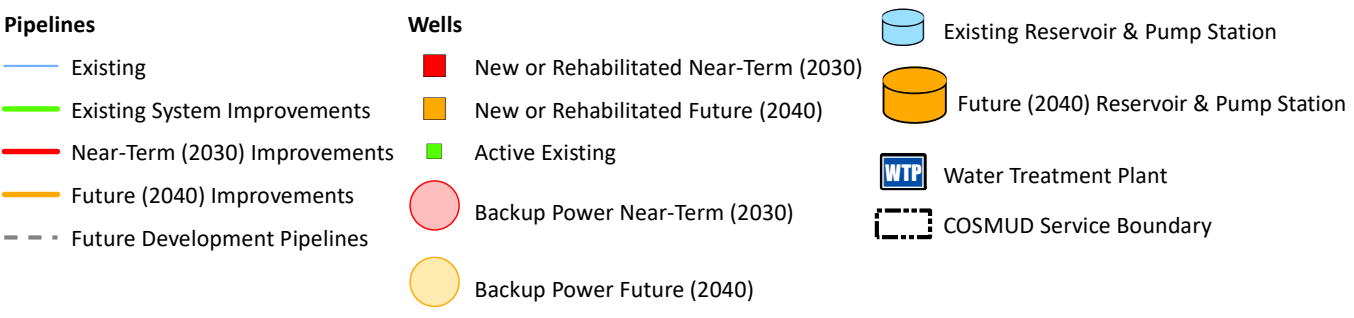 Pipelines
Existing
Existing System Improvements
Near-Term (2030) Improvements
Future (2040) Improvements
Future Development Pipelines
Wells
New or Rehabilitated Near-Term (2030)
New or Rehabilitated Future (2040)
Active Existing
Backup Power Near-Term (2030)
Backup Power Future (2040)
Existing Reservoir & Pump Station
Future (2040) Reservoir & Pump Station
WTP Water Treatment Plant
COSMUD Service Boundary